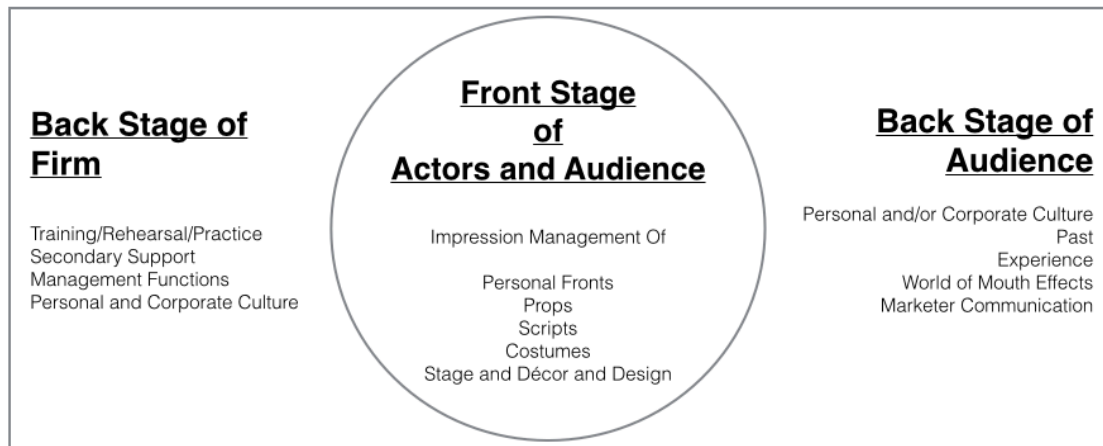 Back Stage of
Firm
Training/Rehearsal/Practice
Secondary Support
Management Functions
Personal and Corporate Culture
Front Stage
of
Actors and Audience
Impression Management Of
Personal Fronts
Props
Scripts
Costumes
Stage and Décor and Design
Back Stage of
Audience
Personal and/or Corporate Culture
Past
Experience
World of Mouth Effects
Marketer Communication